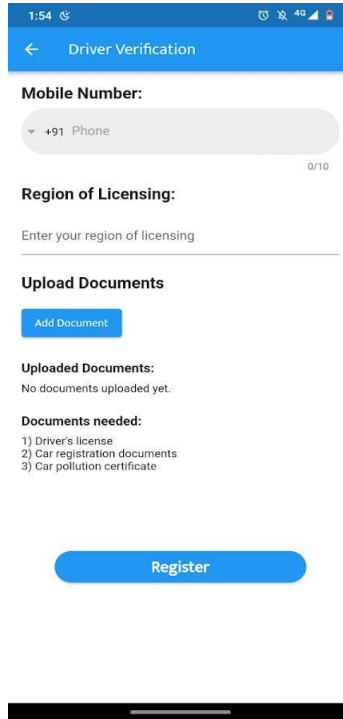 1:54 4G
Driver Verification
Mobile Number:
+91 Phone
0/10
Region of Licensing:
Enter your region of licensing
Upload Documents
Add Document
Uploaded Documents:
No documents uploaded yet.
Documents needed:
1) Driver's license
2) Car registration documents
3) Car pollution certificate
Register